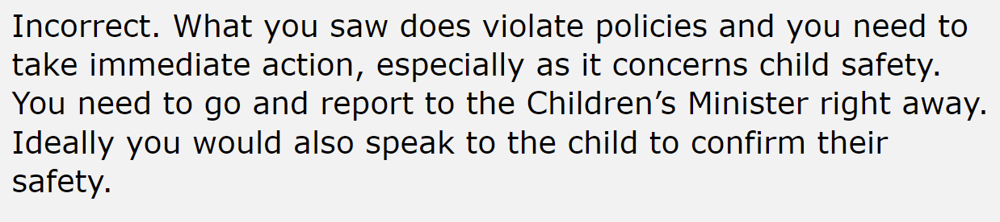 Incorrect. What you saw does violate policies and you need to
take immediate action, especially as it concerns child safety.
You need to go and report to the Children’s Minister right away.
Ideally you would also speak to the child to confirm their
safety.